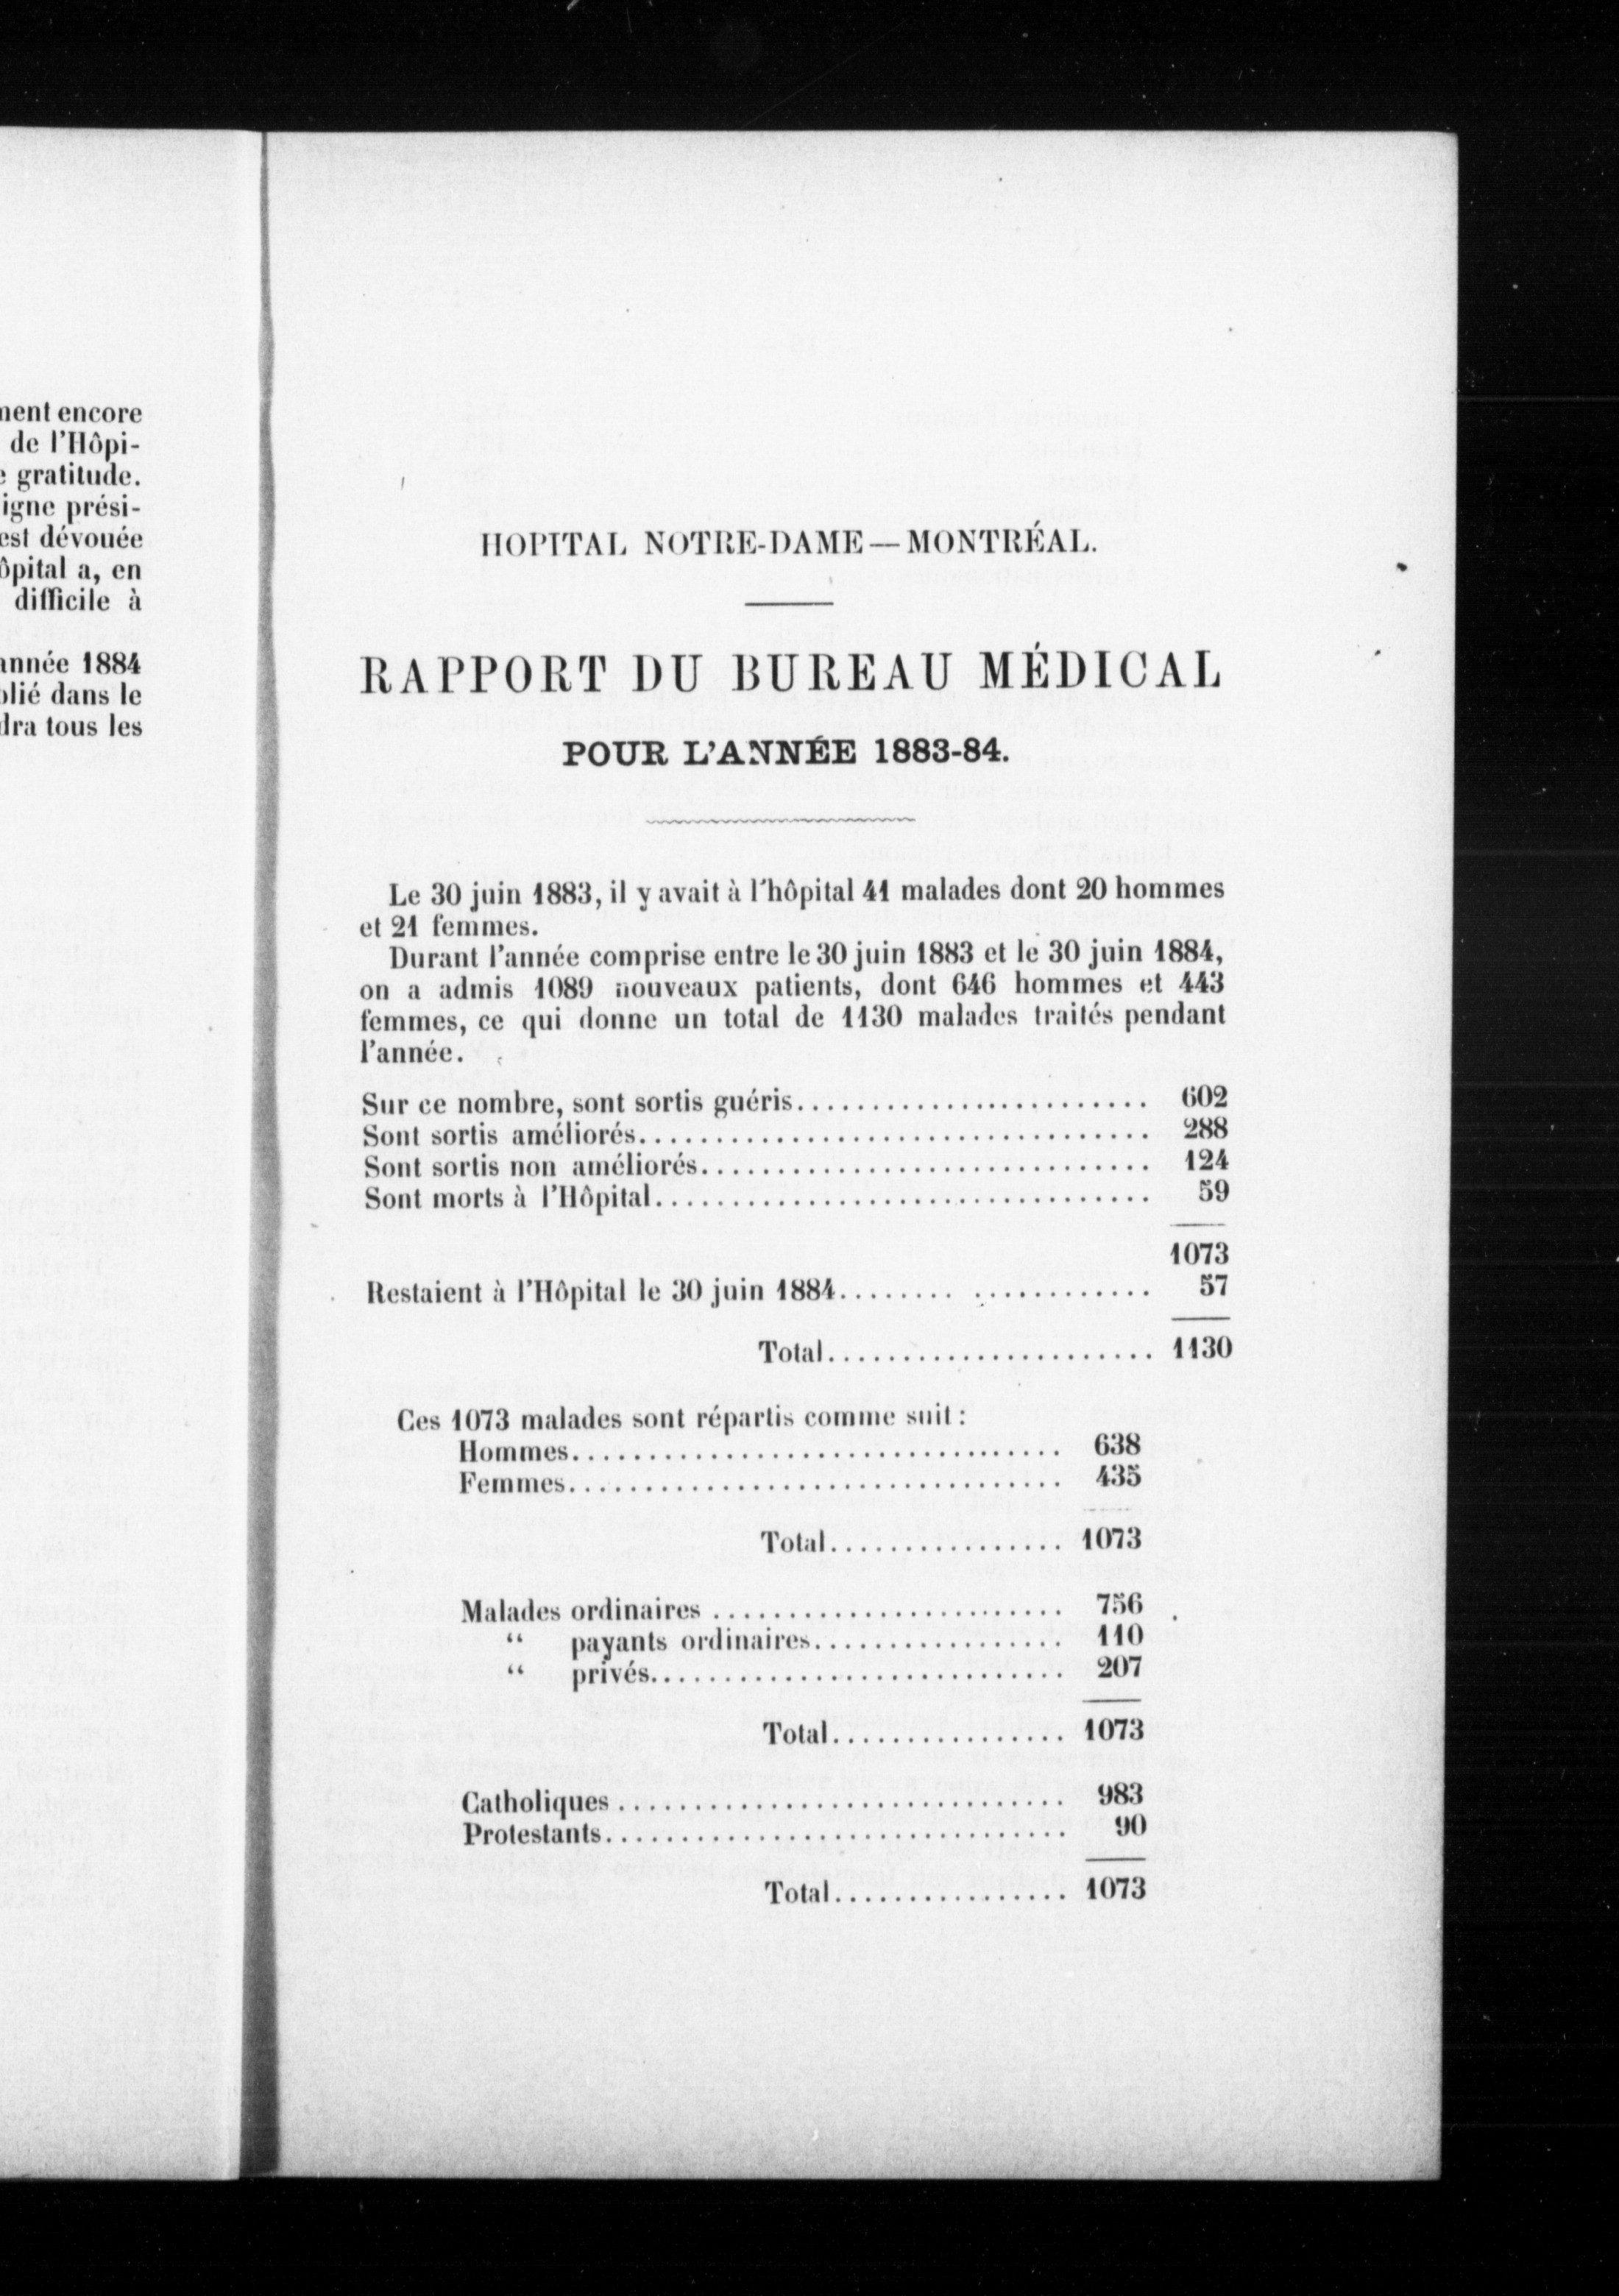 nent encore
de l'Hôpi-
gratitude.
igne prési-
est dévouée
ôpital a, en
difficile à
année 1884
blié dans le
dra tous les
HOPITAL NOTRE-DAME—MONTRÉAL.
RAPPORT DU BUREAU MÉDICAL
POUR L'ANNÉE 1883-84.
Le 30 juin 1883, il y avait à l'hôpital 41 malades dont 20 hommes
et 21 femmes.
Durant l'année comprise entre le 30 juin 1883 et le 30 juin 1884,
on a admis 1089 nouveaux patients, dont 646 hommes et 443
femmes, ce qui donne un total de 1130 malades traités pendant
l'année.
Sur ce nombre, sont sortis guéris......................... 602
Sont sortis améliorés.................................. 288
Sont sortis non améliorés.............................. 124
Sont morts à l'Hôpital................................. 59
1073
Restaient à l'Hôpital le 30 juin 1884........ ............ 57
Total...................... 1130
Ces 1073 malades sont répartis comme suit :
Hommes................................ 638
Femmes................................ 435
Total................ 1073
Malades ordinaires ....................... 756
“ payants ordinaires................. 110
“ privés........................... 207
Total................ 1073
Catholiques .............................. 983
Protestants............................... 90
Total................ 1073